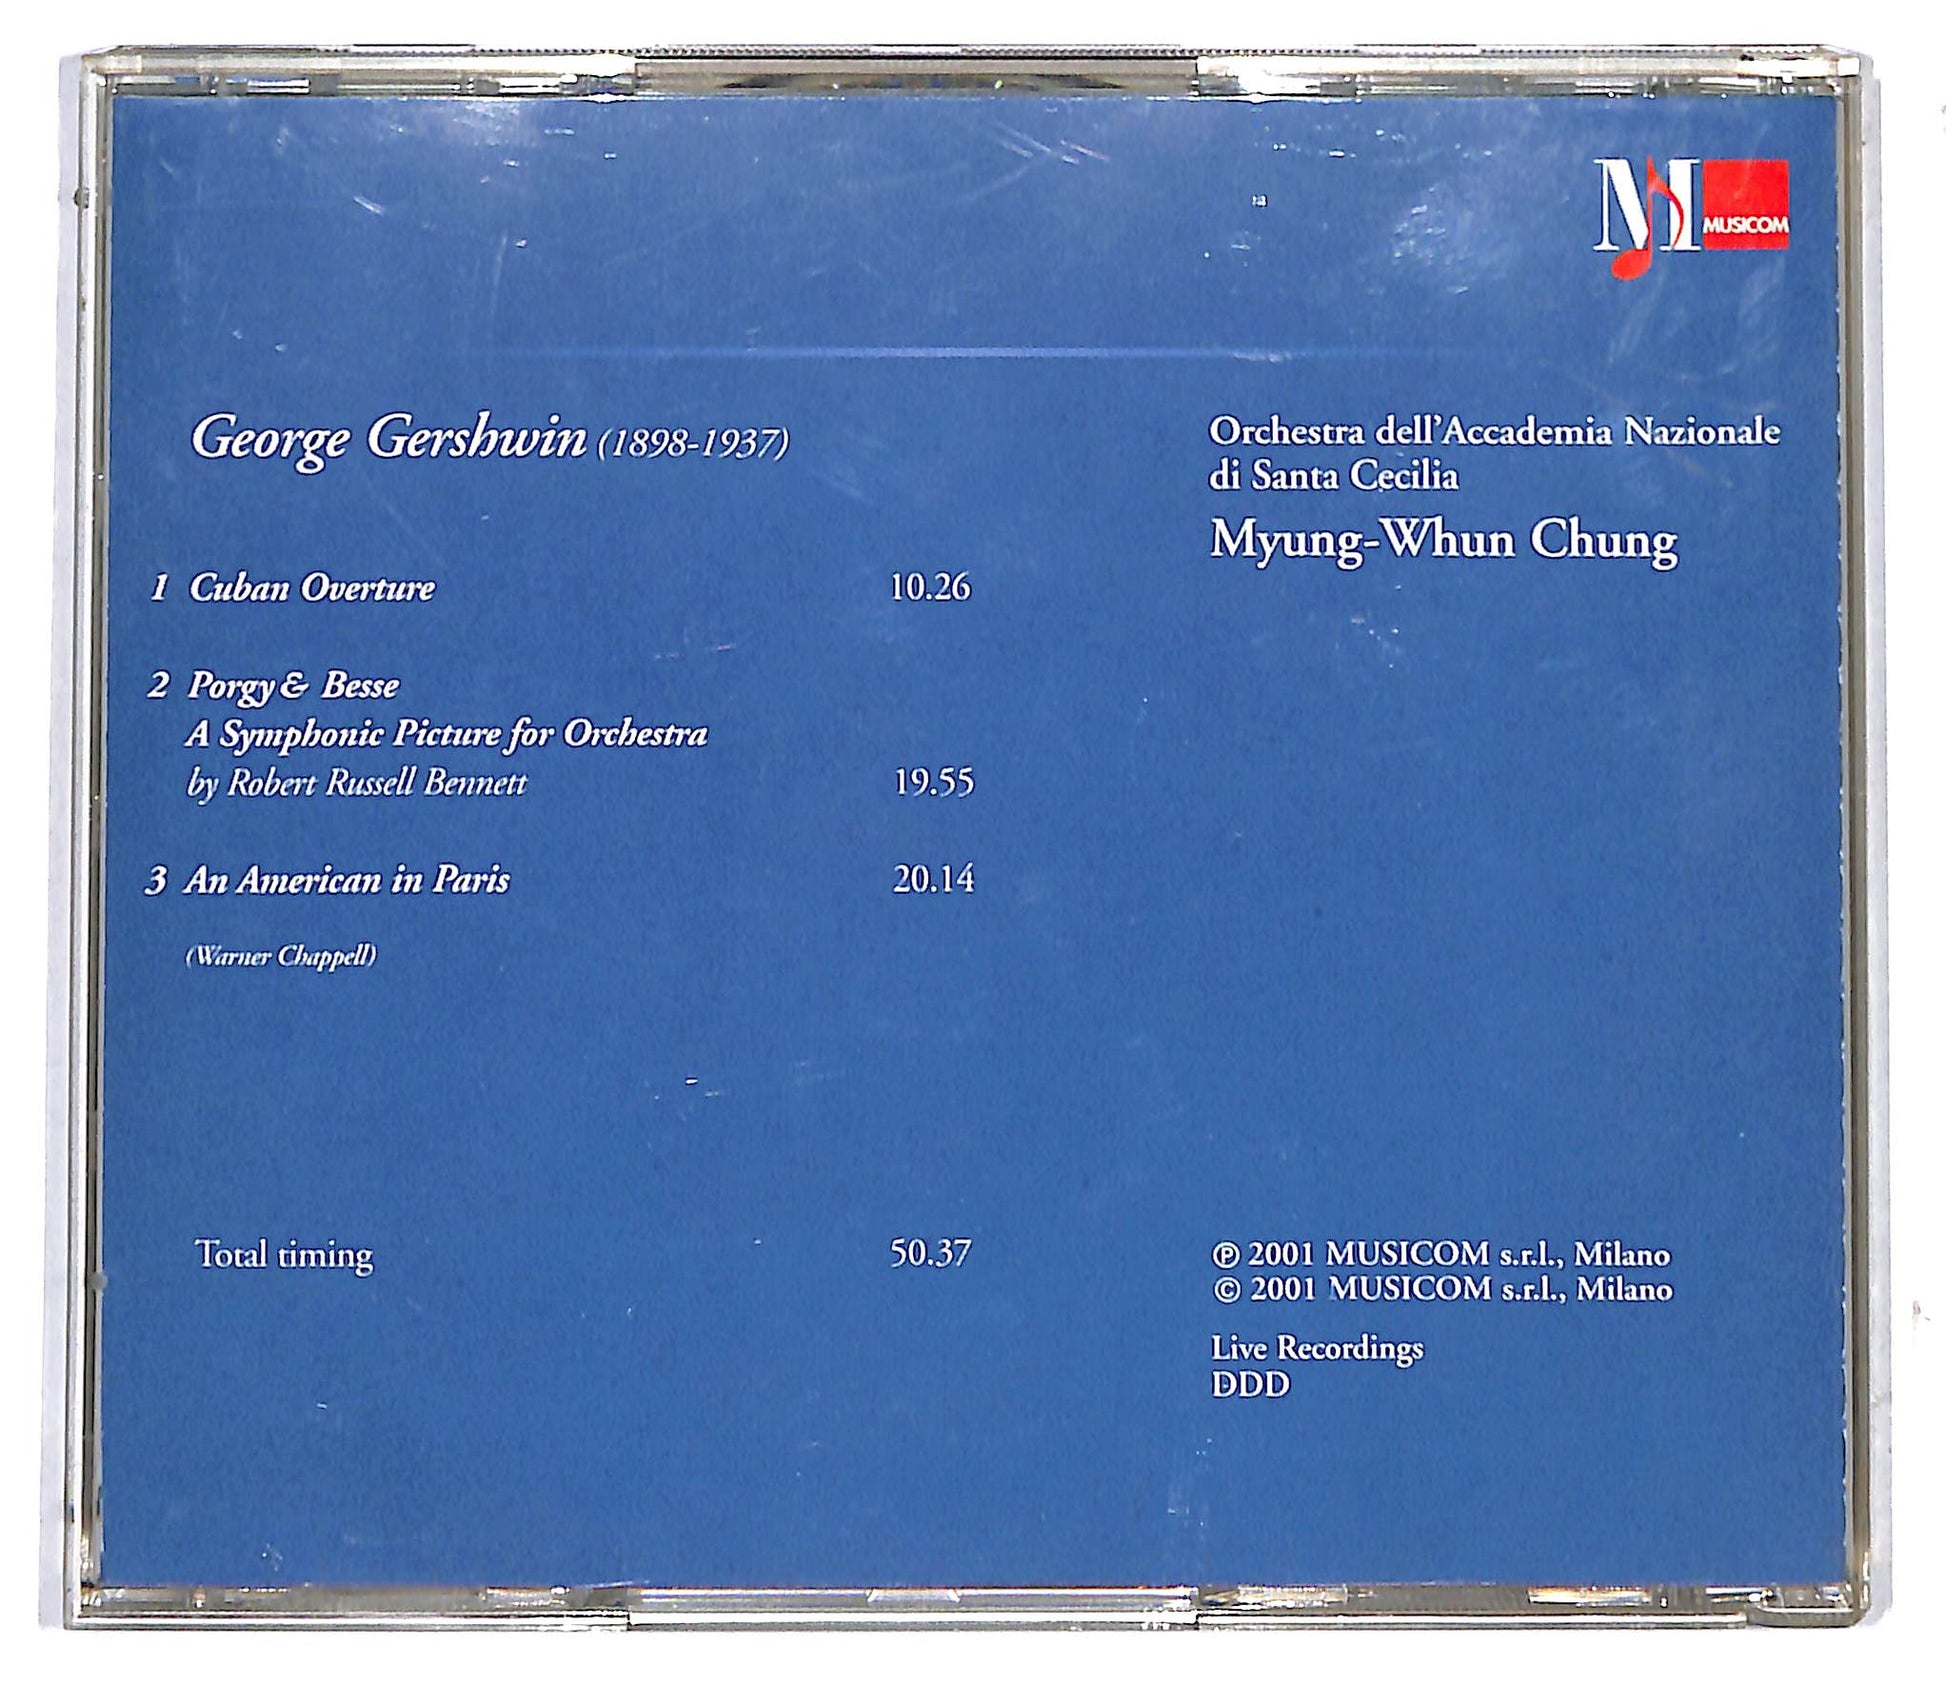 M MUSICOM
George Gershwin (1898-1937)
1 Cuban Overture 10.26
2 Porgy & Besse
A Symphonic Picture for Orchestra
by Robert Russell Bennett 19.55
3 An American in Paris 20.14
(Warner Chappell)
Total timing 50.37
Orchestra dell'Accademia Nazionale
di Santa Cecilia
Myung-Whun Chung
℗ 2001 MUSICOM s.r.l., Milano
© 2001 MUSICOM s.r.l., Milano
Live Recordings
DDD